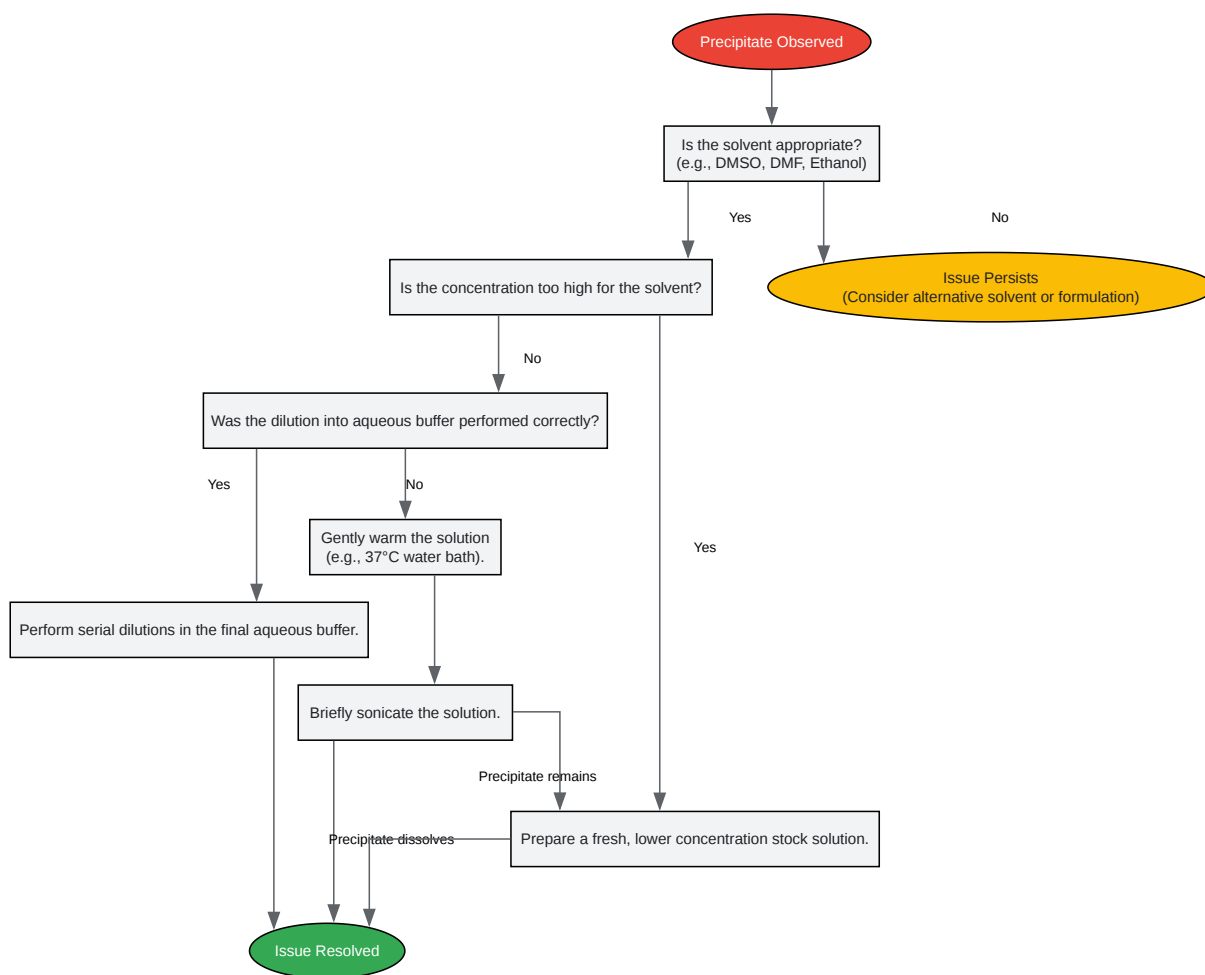 Precipitate Observed
Is the solvent appropriate?
(e.g., DMSO, DMF, Ethanol)
Yes
No
Issue Persists
(Consider alternative solvent or formulation)
Is the concentration too high for the solvent?
No
Was the dilution into aqueous buffer performed correctly?
Yes
No
Gently warm the solution
(e.g., 37°C water bath).
Yes
Perform serial dilutions in the final aqueous buffer.
Briefly sonicate the solution.
Precipitate remains
Precipitate dissolves
Prepare a fresh, lower concentration stock solution.
Issue Resolved